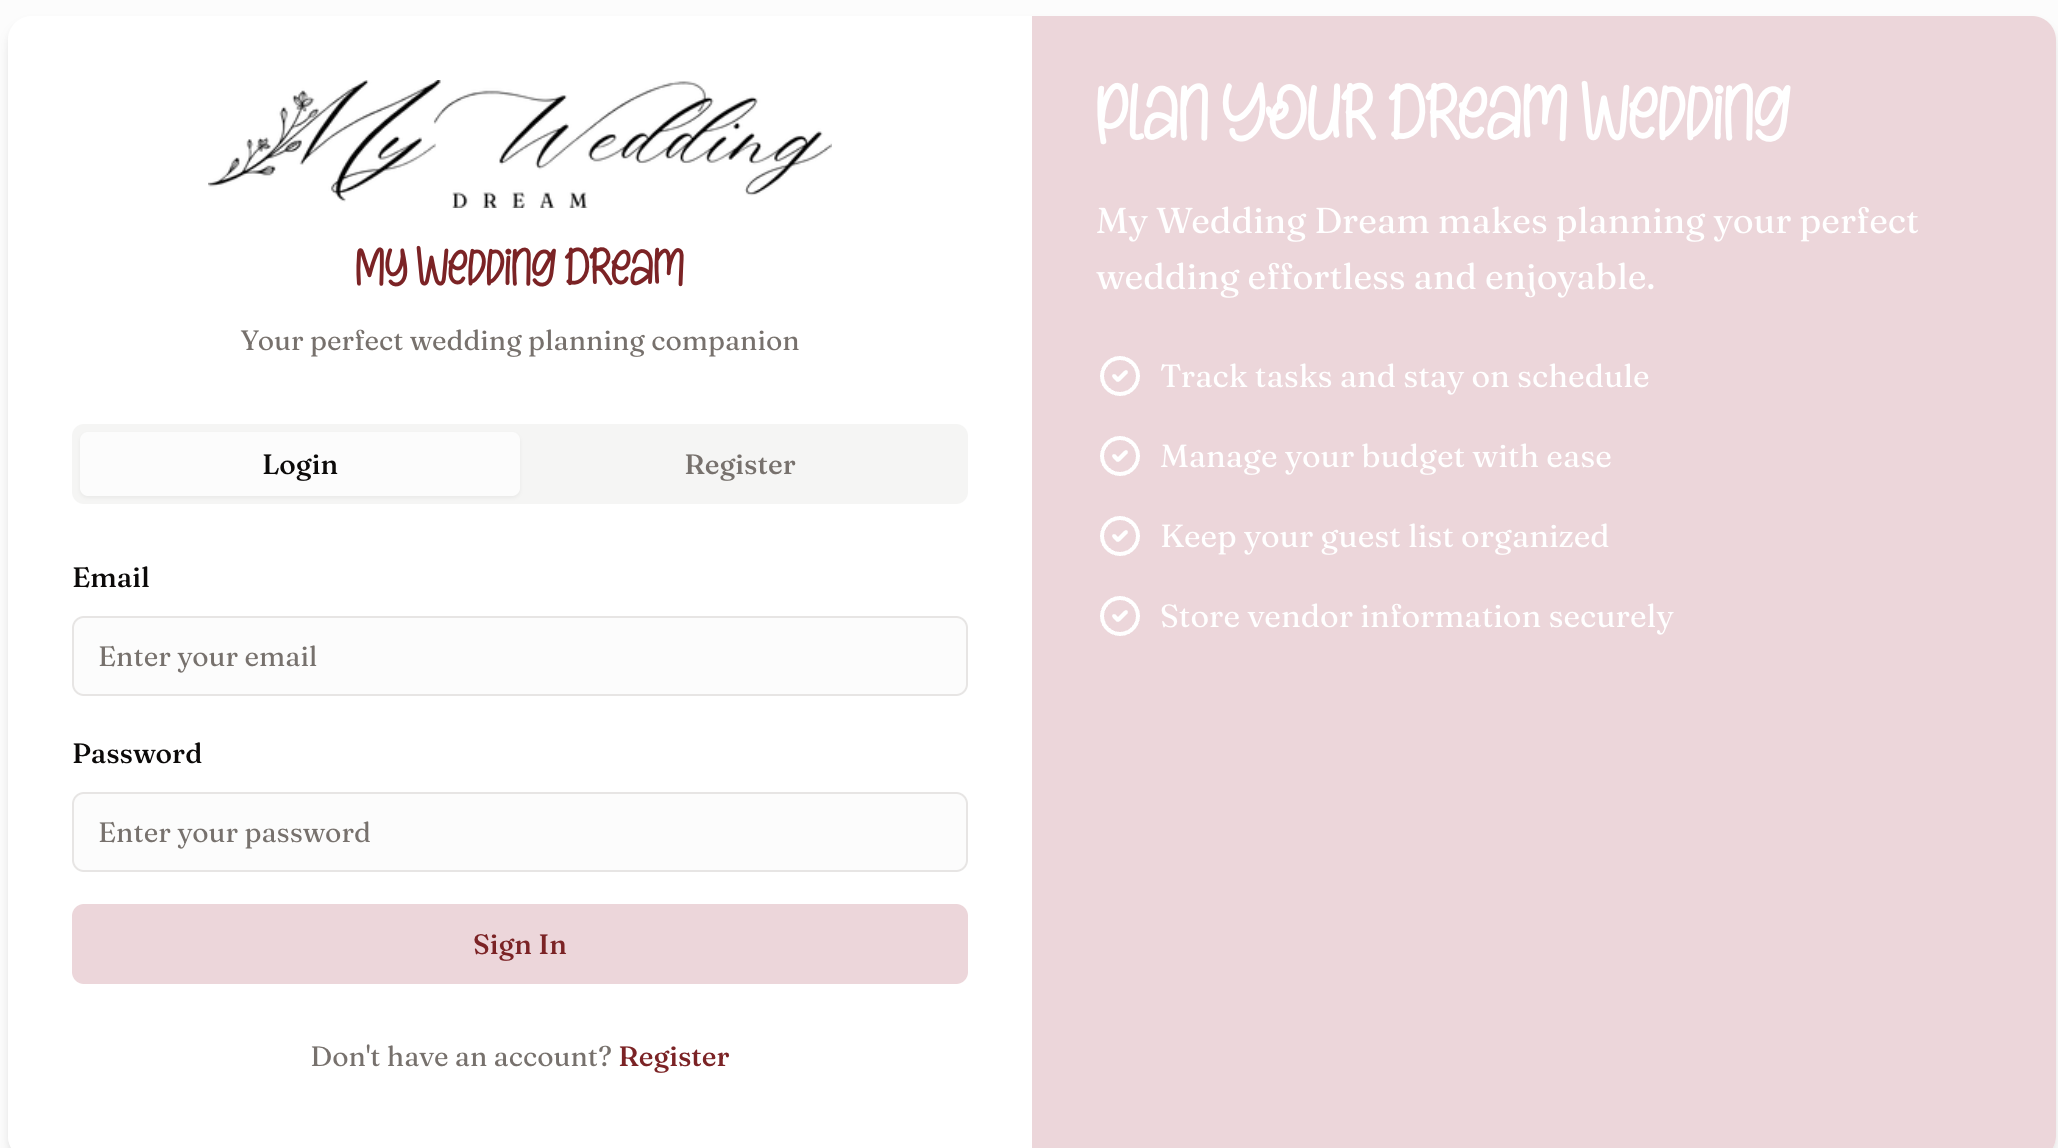 My Wedding
DREAM
My Wedding Dream
Your perfect wedding planning companion
Login
Register
Email
Enter your email
Password
Enter your password
Sign In
Don't have an account? Register
Plan Your Dream Wedding
My Wedding Dream makes planning your perfect
wedding effortless and enjoyable.
Track tasks and stay on schedule
Manage your budget with ease
Keep your guest list organized
Store vendor information securely